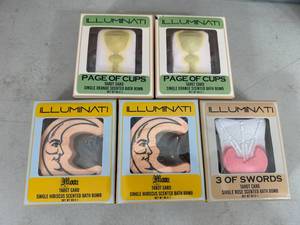 ILLUMINATI
PAGE OF CUPS
TAROT CARD
SINGLE ORANGE SCENTED BATH BOMB
ILLUMINATI
PAGE OF CUPS
TAROT CARD
SINGLE ORANGE SCENTED BATH BOMB
ILLUMINATI
Moon
TAROT CARD
SINGLE HIBISCUS SCENTED BATH BOMB
ILLUMINATI
Moon
TAROT CARD
SINGLE HIBISCUS SCENTED BATH BOMB
ILLUMINATI
3 OF SWORDS
TAROT CARD
SINGLE ROSE SCENTED BATH BOMB